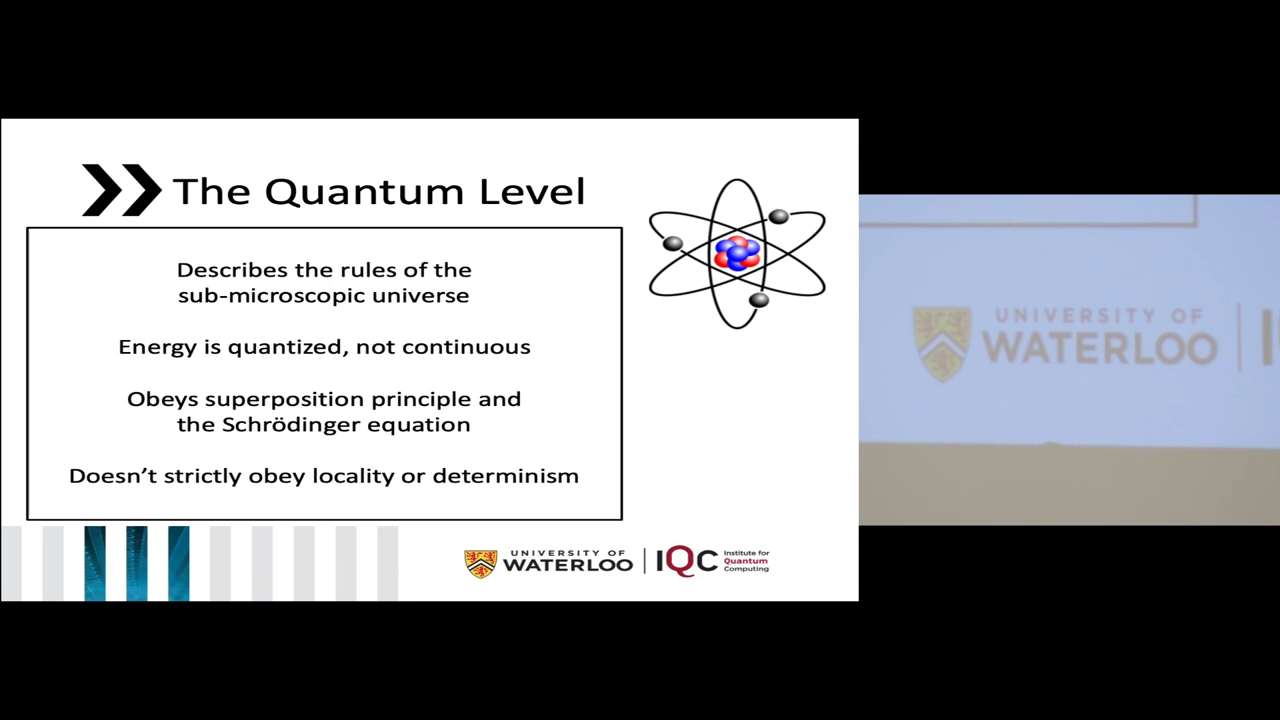 The Quantum Level
Describes the rules of the
sub-microscopic universe
Energy is quantized, not continuous
Obeys superposition principle and
the Schrödinger equation
Doesn't strictly obey locality or determinism
UNIVERSITY OF
WATERLOO
IQC
Institute for
Quantum
Computing
UNIVERSITY OF
WATERLOO